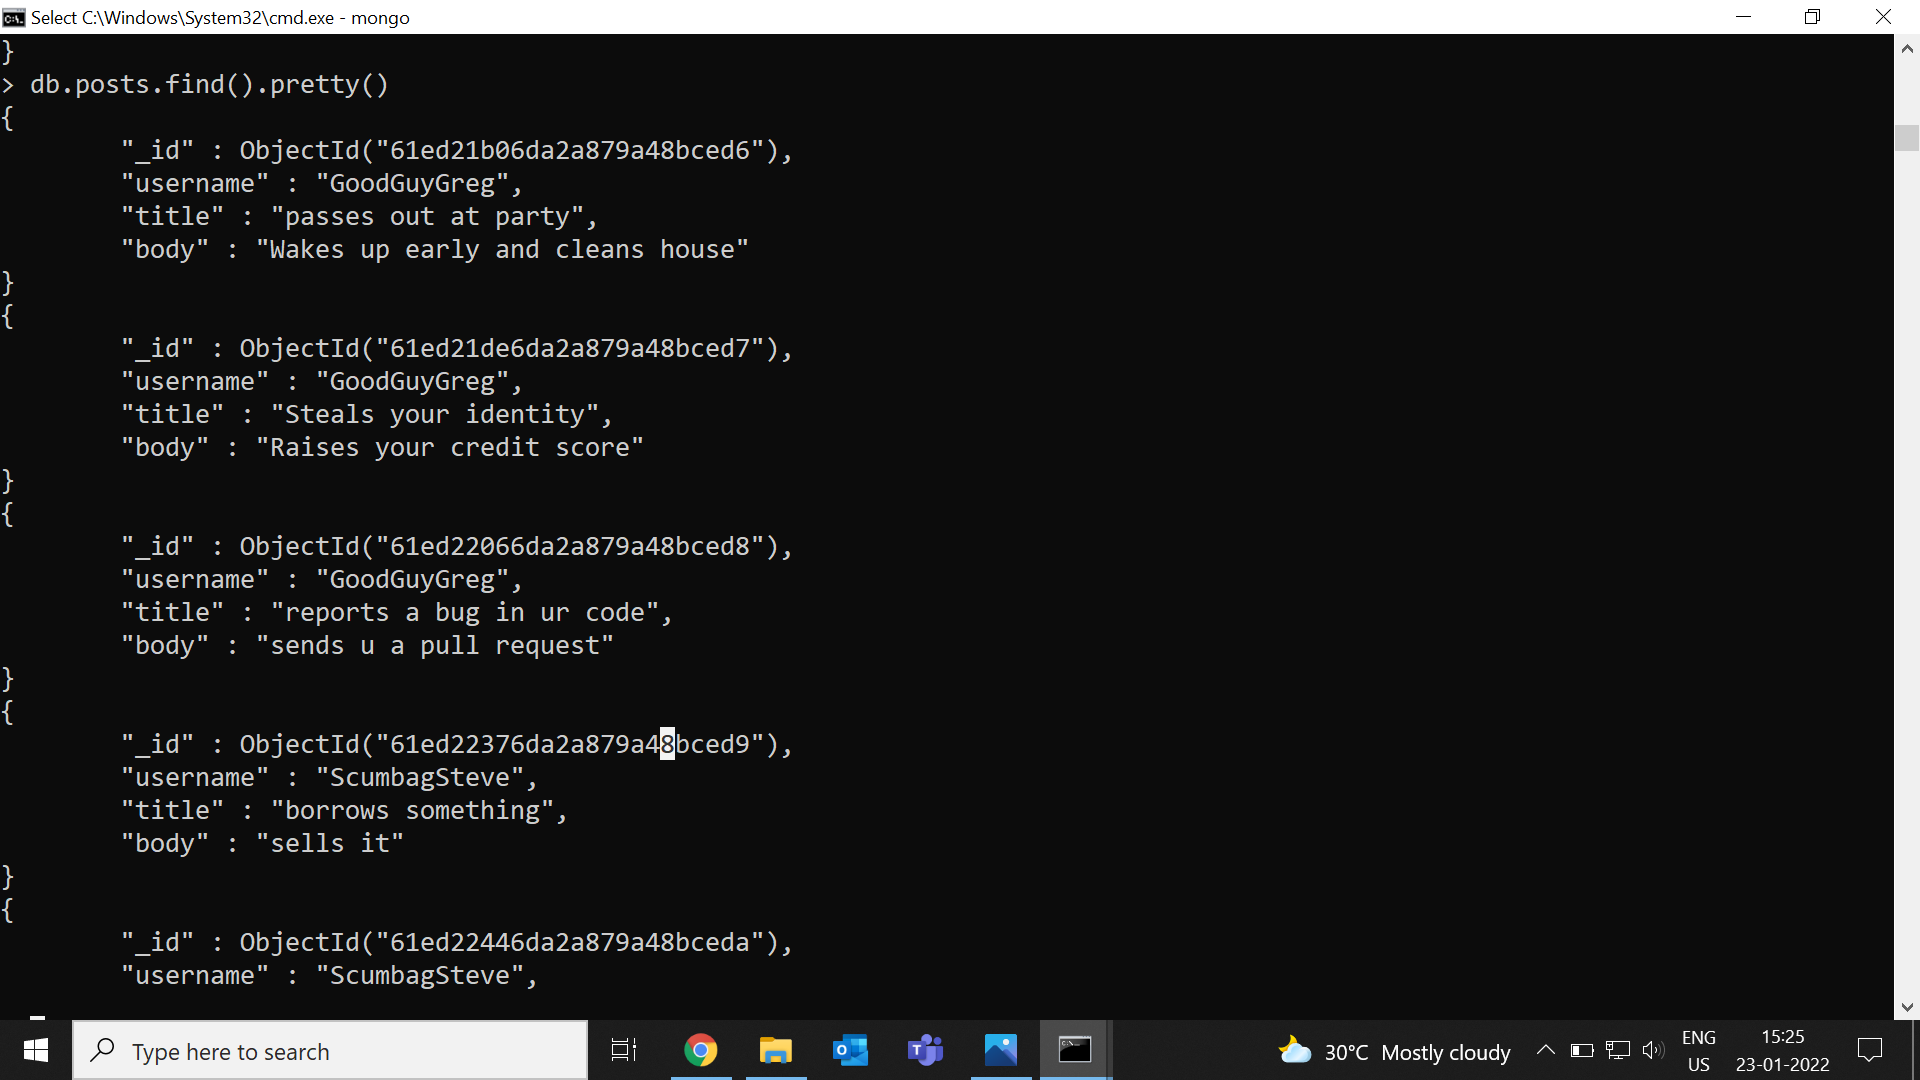 Select C:\Windows\System32\cmd.exe - mongo
}
> db.posts.find().pretty()
{
"_id" : ObjectId("61ed21b06da2a879a48bced6"),
"username" : "GoodGuyGreg",
"title" : "passes out at party",
"body" : "Wakes up early and cleans house"
}
{
"_id" : ObjectId("61ed21de6da2a879a48bced7"),
"username" : "GoodGuyGreg",
"title" : "Steals your identity",
"body" : "Raises your credit score"
}
{
"_id" : ObjectId("61ed22066da2a879a48bced8"),
"username" : "GoodGuyGreg",
"title" : "reports a bug in ur code",
"body" : "sends u a pull request"
}
{
"_id" : ObjectId("61ed22376da2a879a48bced9"),
"username" : "ScumbagSteve",
"title" : "borrows something",
"body" : "sells it"
}
{
"_id" : ObjectId("61ed22446da2a879a48bceda"),
"username" : "ScumbagSteve",
Type here to search
30°C Mostly cloudy
ENG
US
15:25
23-01-2022